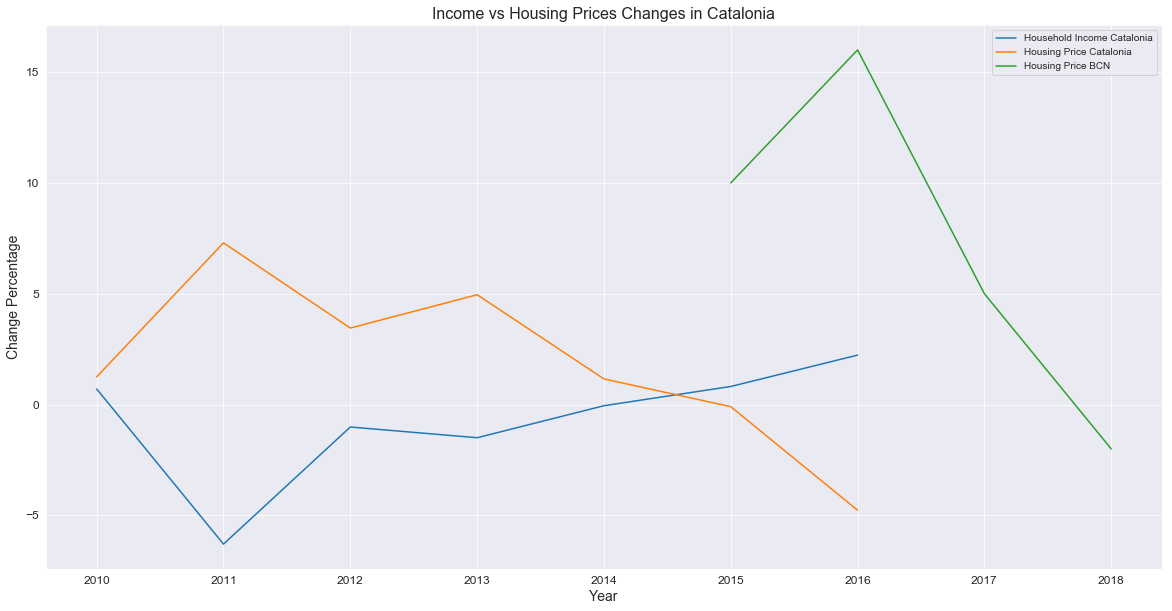 Income vs Housing Prices Changes in Catalonia
Household Income Catalonia
Housing Price Catalonia
Housing Price BCN
Change Percentage
15
10
5
0
−5
2010 2011 2012 2013 2014 2015 2016 2017 2018
Year